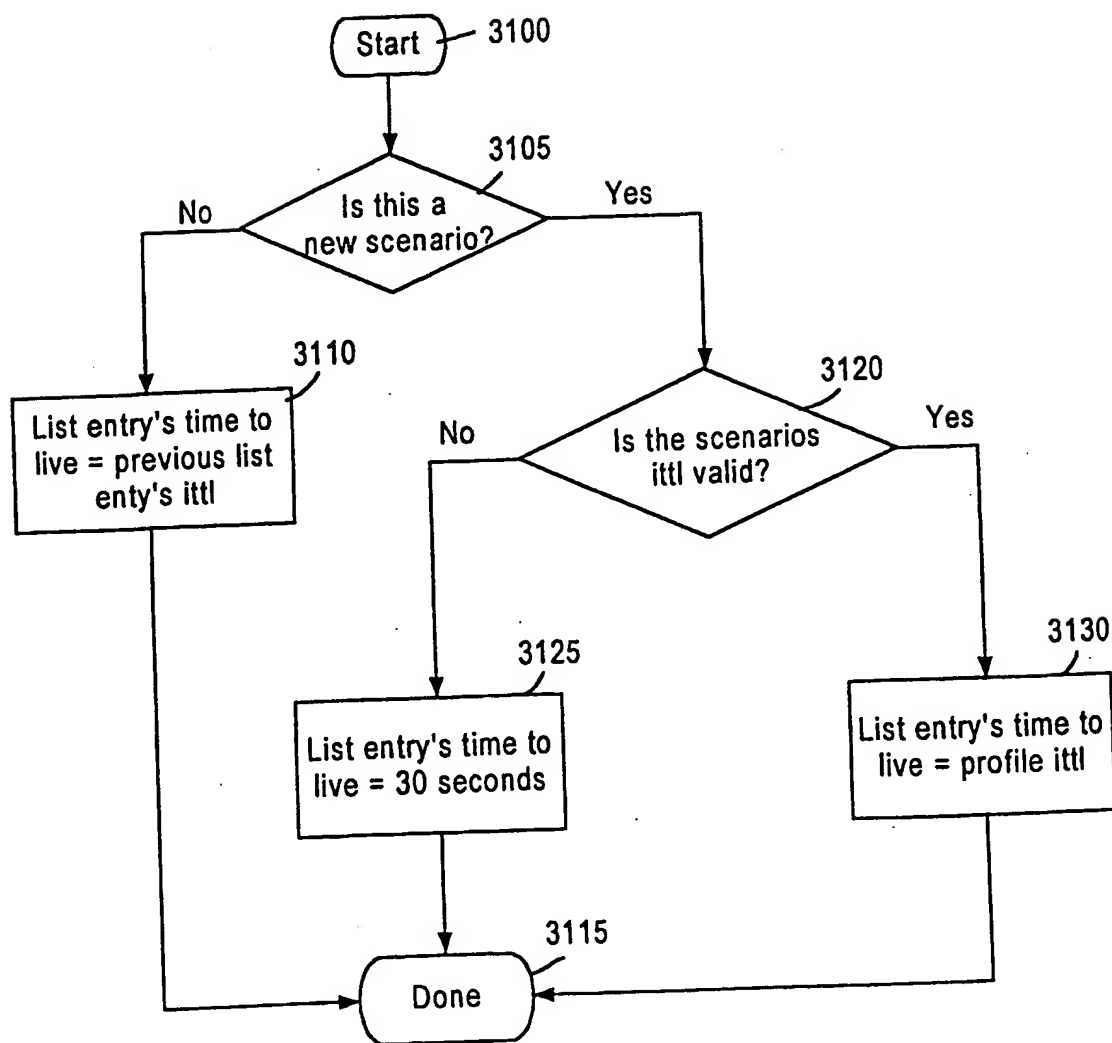 Start
3100
3105
Is this a
new scenario?
No
Yes
3110
List entry's time to
live = previous list
enty's ittl
3120
Is the scenarios
ittl valid?
No
Yes
3125
List entry's time to
live = 30 seconds
3130
List entry's time to
live = profile ittl
3115
Done